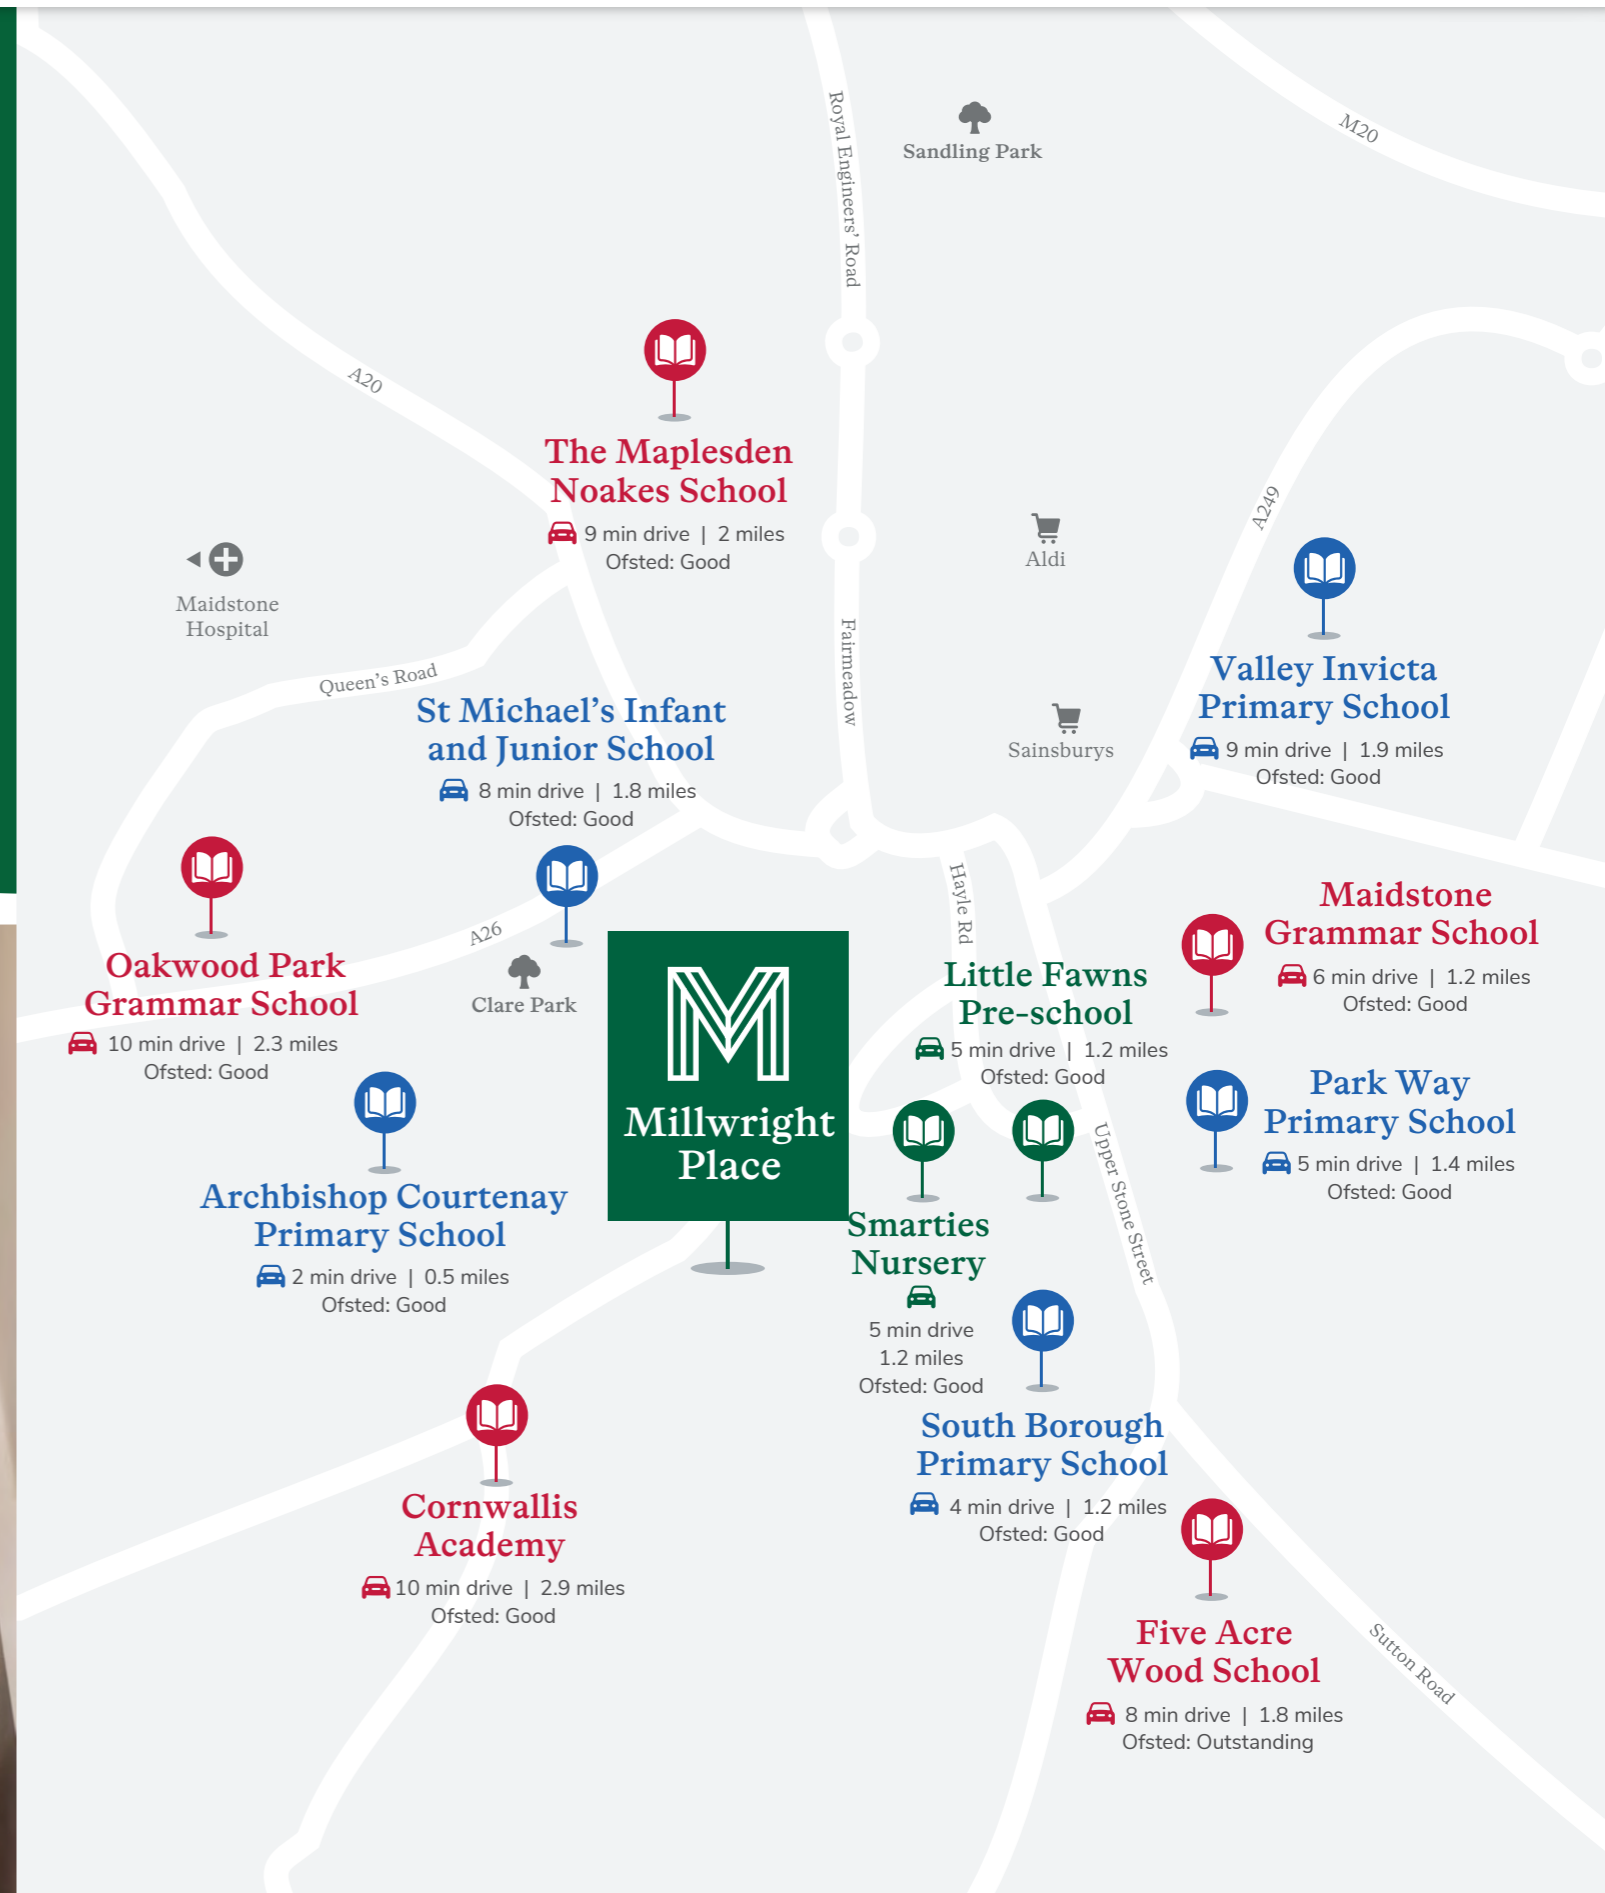 Royal Engineers' Road
Sandling Park
M20
A20
The Maplesden
Noakes School
9 min drive | 2 miles
Ofsted: Good
A249
Aldi
Maidstone
Hospital
Fairmeadow
Queen's Road
Valley Invicta
Primary School
9 min drive | 1.9 miles
Ofsted: Good
St Michael's Infant
and Junior School
8 min drive | 1.8 miles
Ofsted: Good
Sainsburys
Hayle Rd
Maidstone
Grammar School
6 min drive | 1.2 miles
Ofsted: Good
A26
Oakwood Park
Grammar School
10 min drive | 2.3 miles
Ofsted: Good
Clare Park
Little Fawns
Pre-school
5 min drive | 1.2 miles
Ofsted: Good
M
Millwright
Place
Park Way
Primary School
5 min drive | 1.4 miles
Ofsted: Good
Upper Stone Street
Archbishop Courtenay
Primary School
2 min drive | 0.5 miles
Ofsted: Good
Smarties
Nursery
5 min drive
1.2 miles
Ofsted: Good
South Borough
Primary School
4 min drive | 1.2 miles
Ofsted: Good
Cornwallis
Academy
10 min drive | 2.9 miles
Ofsted: Good
Five Acre
Wood School
8 min drive | 1.8 miles
Ofsted: Outstanding
Sutton Road